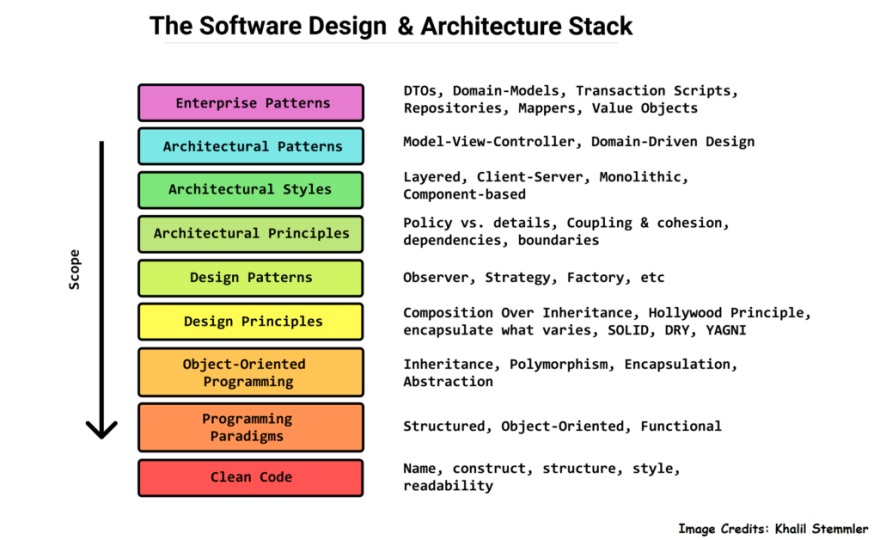 The Software Design & Architecture Stack
Enterprise Patterns
DTOs, Domain-Models, Transaction Scripts,
Repositories, Mappers, Value Objects
Architectural Patterns
Model-View-Controller, Domain-Driven Design
Architectural Styles
Layered, Client-Server, Monolithic,
Component-based
Architectural Principles
Policy vs. details, Coupling & cohesion,
dependencies, boundaries
Scope
Design Patterns
Observer, Strategy, Factory, etc
Design Principles
Composition Over Inheritance, Hollywood Principle,
encapsulate what varies, SOLID, DRY, YAGNI
Object-Oriented
Programming
Inheritance, Polymorphism, Encapsulation,
Abstraction
Programming
Paradigms
Structured, Object-Oriented, Functional
Clean Code
Name, construct, structure, style,
readability
Image Credits: Khalil Stemmler